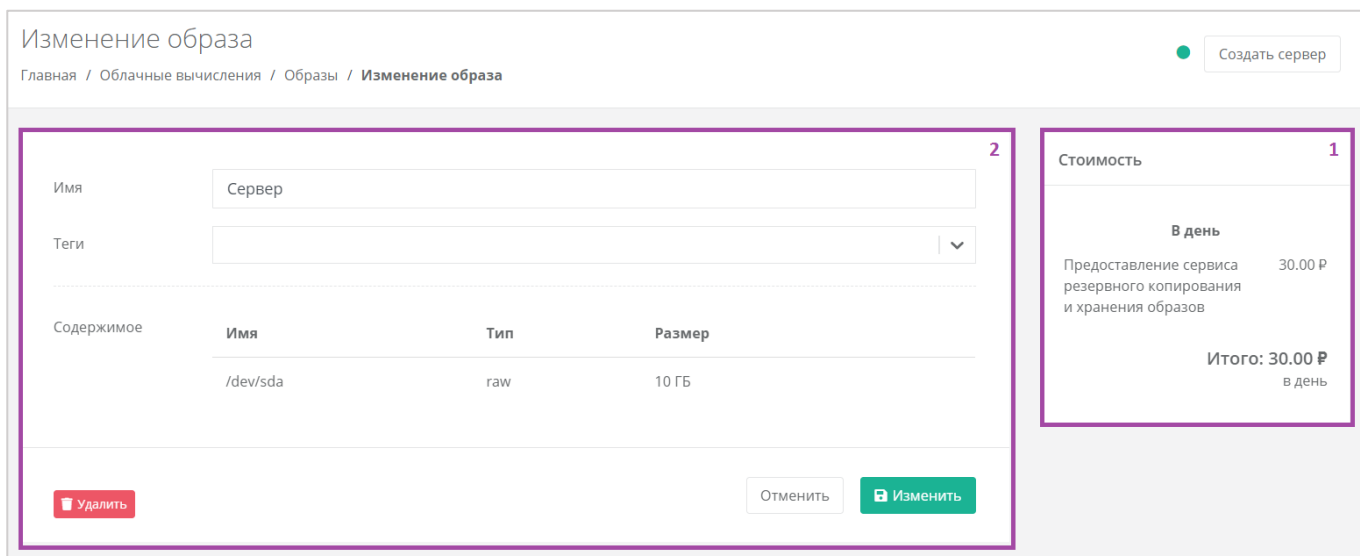 Изменение образа
Главная / Облачные вычисления / Образы / Изменение образа
Создать сервер
2
Имя
Сервер
Теги
Содержимое
Имя Тип Размер
/dev/sda raw 10 ГБ
Удалить
Отменить
Изменить
1
Стоимость
В день
Предоставление сервиса 30.00 ₽
резервного копирования
и хранения образов
Итого: 30.00 ₽
в день